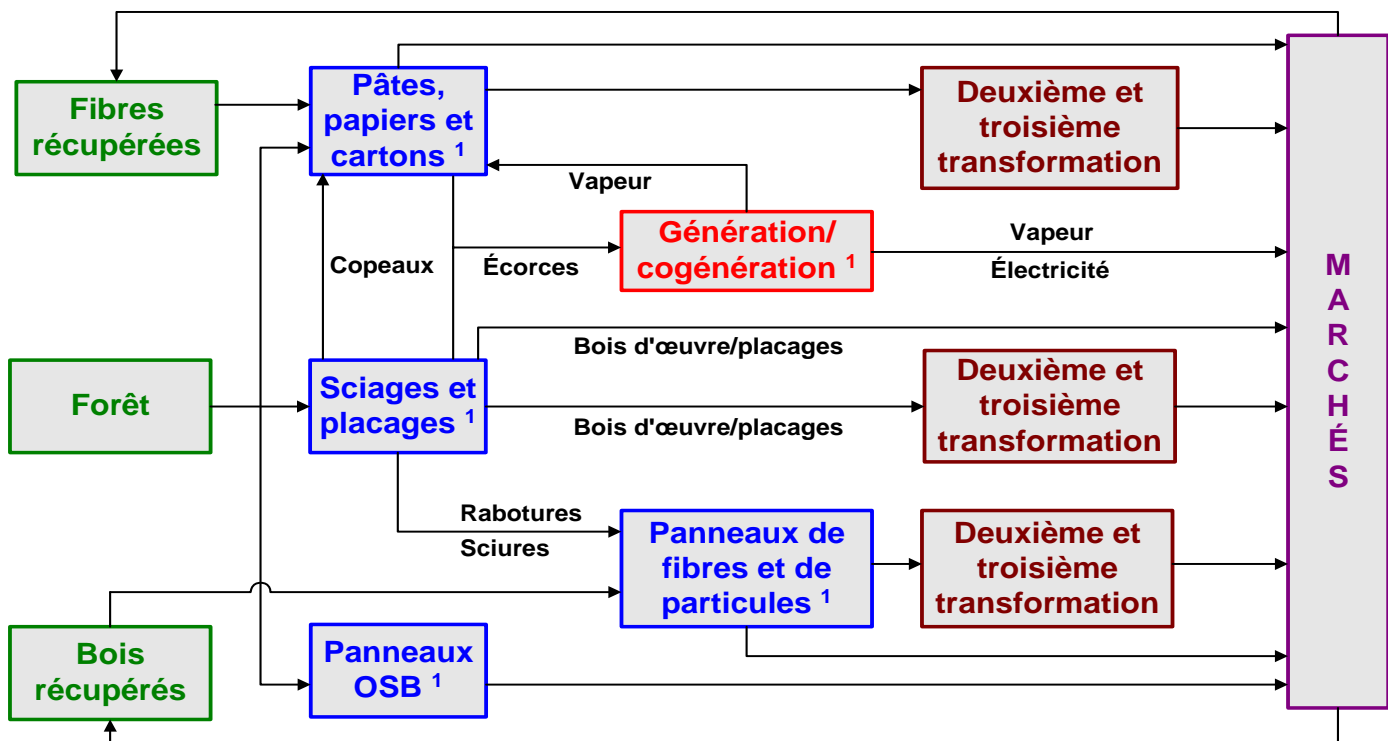 Fibres
récupérées
Pâtes,
papiers et
cartons ¹
Deuxième et
troisième
transformation
Vapeur
Génération/
cogénération ¹
Vapeur
Électricité
Copeaux
Écorces
Forêt
Sciages et
placages ¹
Bois d'œuvre/placages
Bois d'œuvre/placages
Deuxième et
troisième
transformation
Rabotures
Sciures
Panneaux de
fibres et de
particules ¹
Deuxième et
troisième
transformation
Bois
récupérés
Panneaux
OSB ¹
M
A
R
C
H
É
S